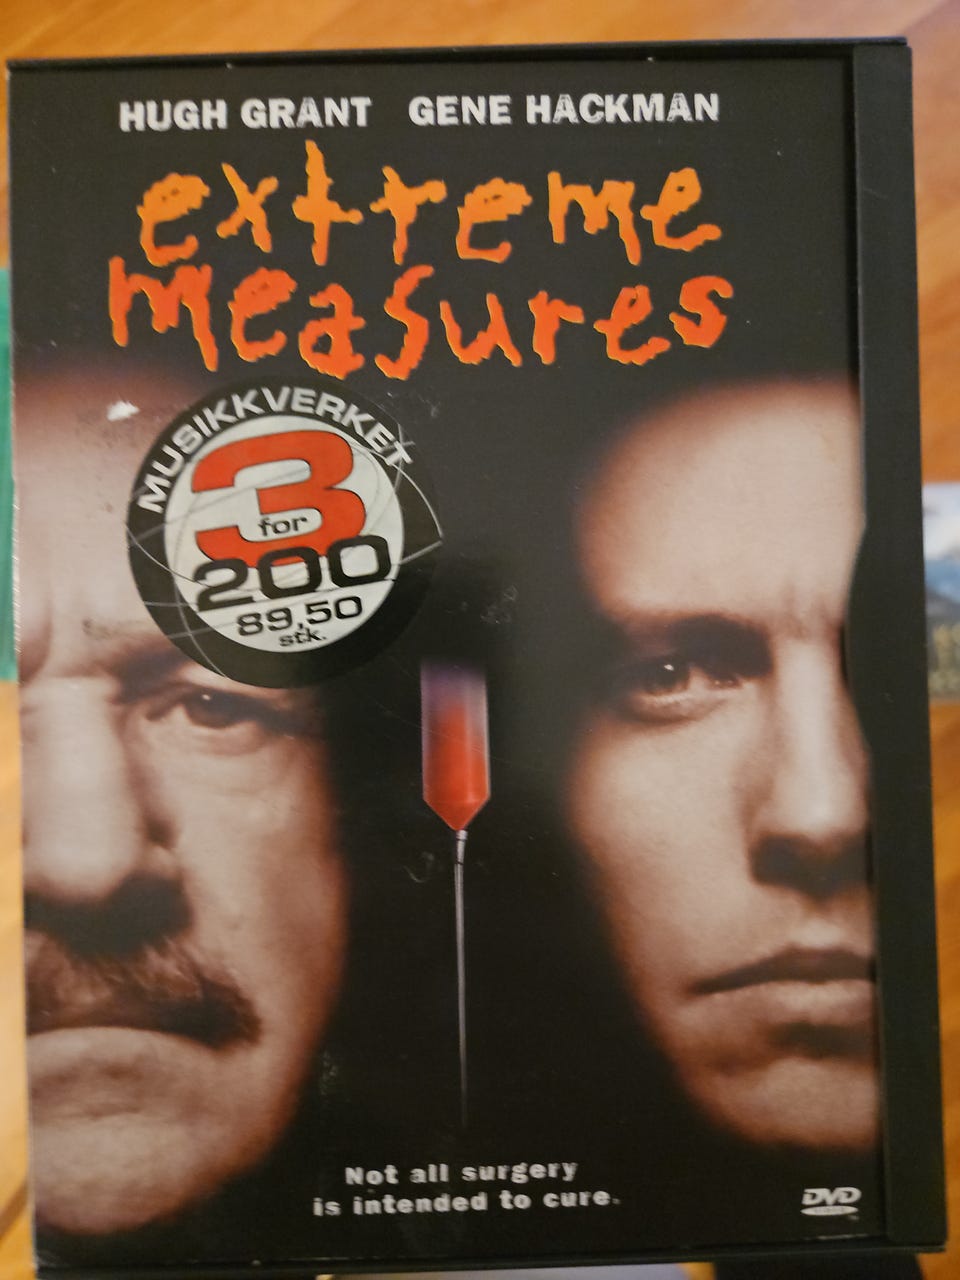 HUGH GRANT GENE HACKMAN
extreme
measures
MUSIKKVERKET
3
for
200
89,50
stk.
Not all surgery
is intended to cure.
DVD
VIDEO